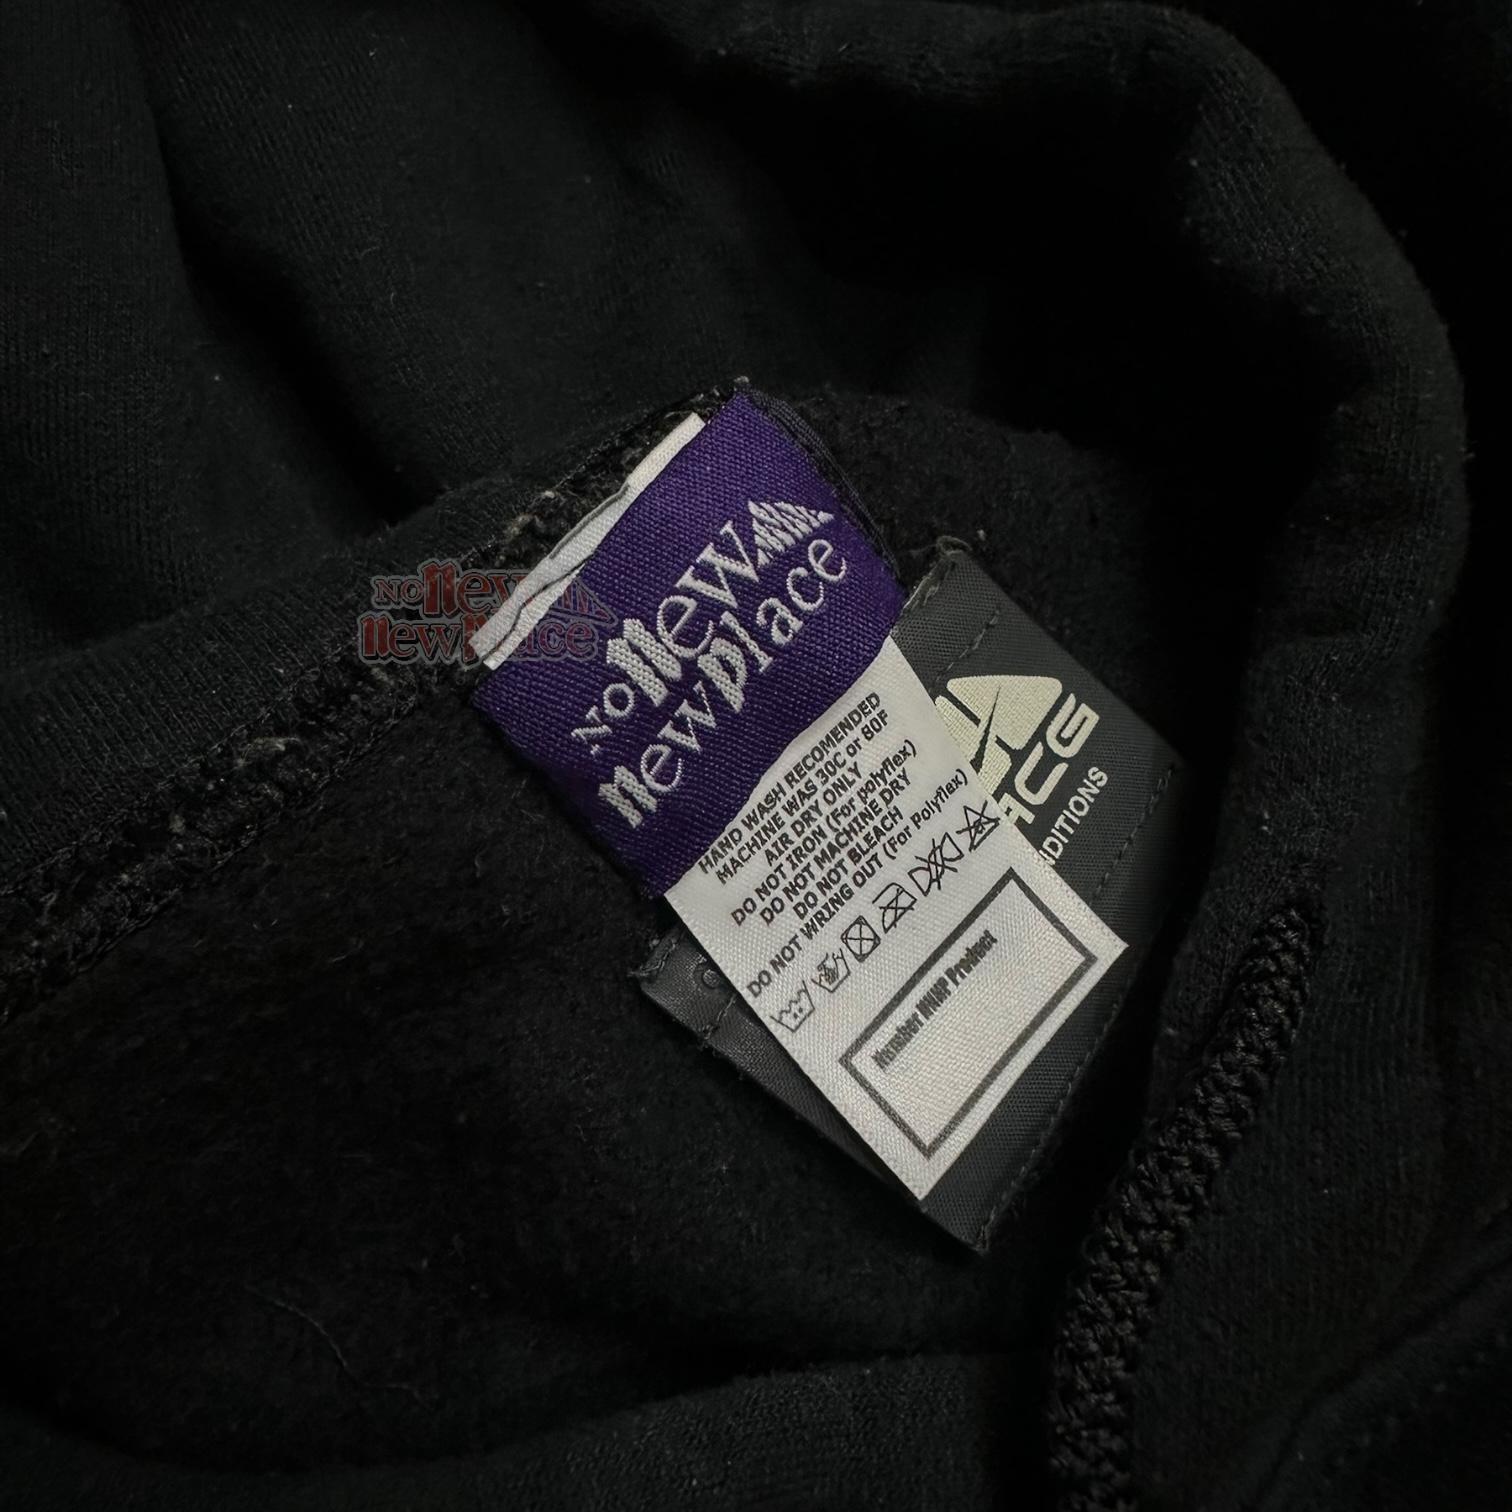 No New
New Place
No New
New Place
HAND WASH RECOMENDED
MACHINE WAS 30C or 80F
AIR DRY ONLY
DO NOT IRON (For polyflex)
DO NOT MACHINE DRY
DO NOT BLEACH
DO NOT WRING OUT (For Polyflex)
Number NNNP Product
ACG
NDITIONS